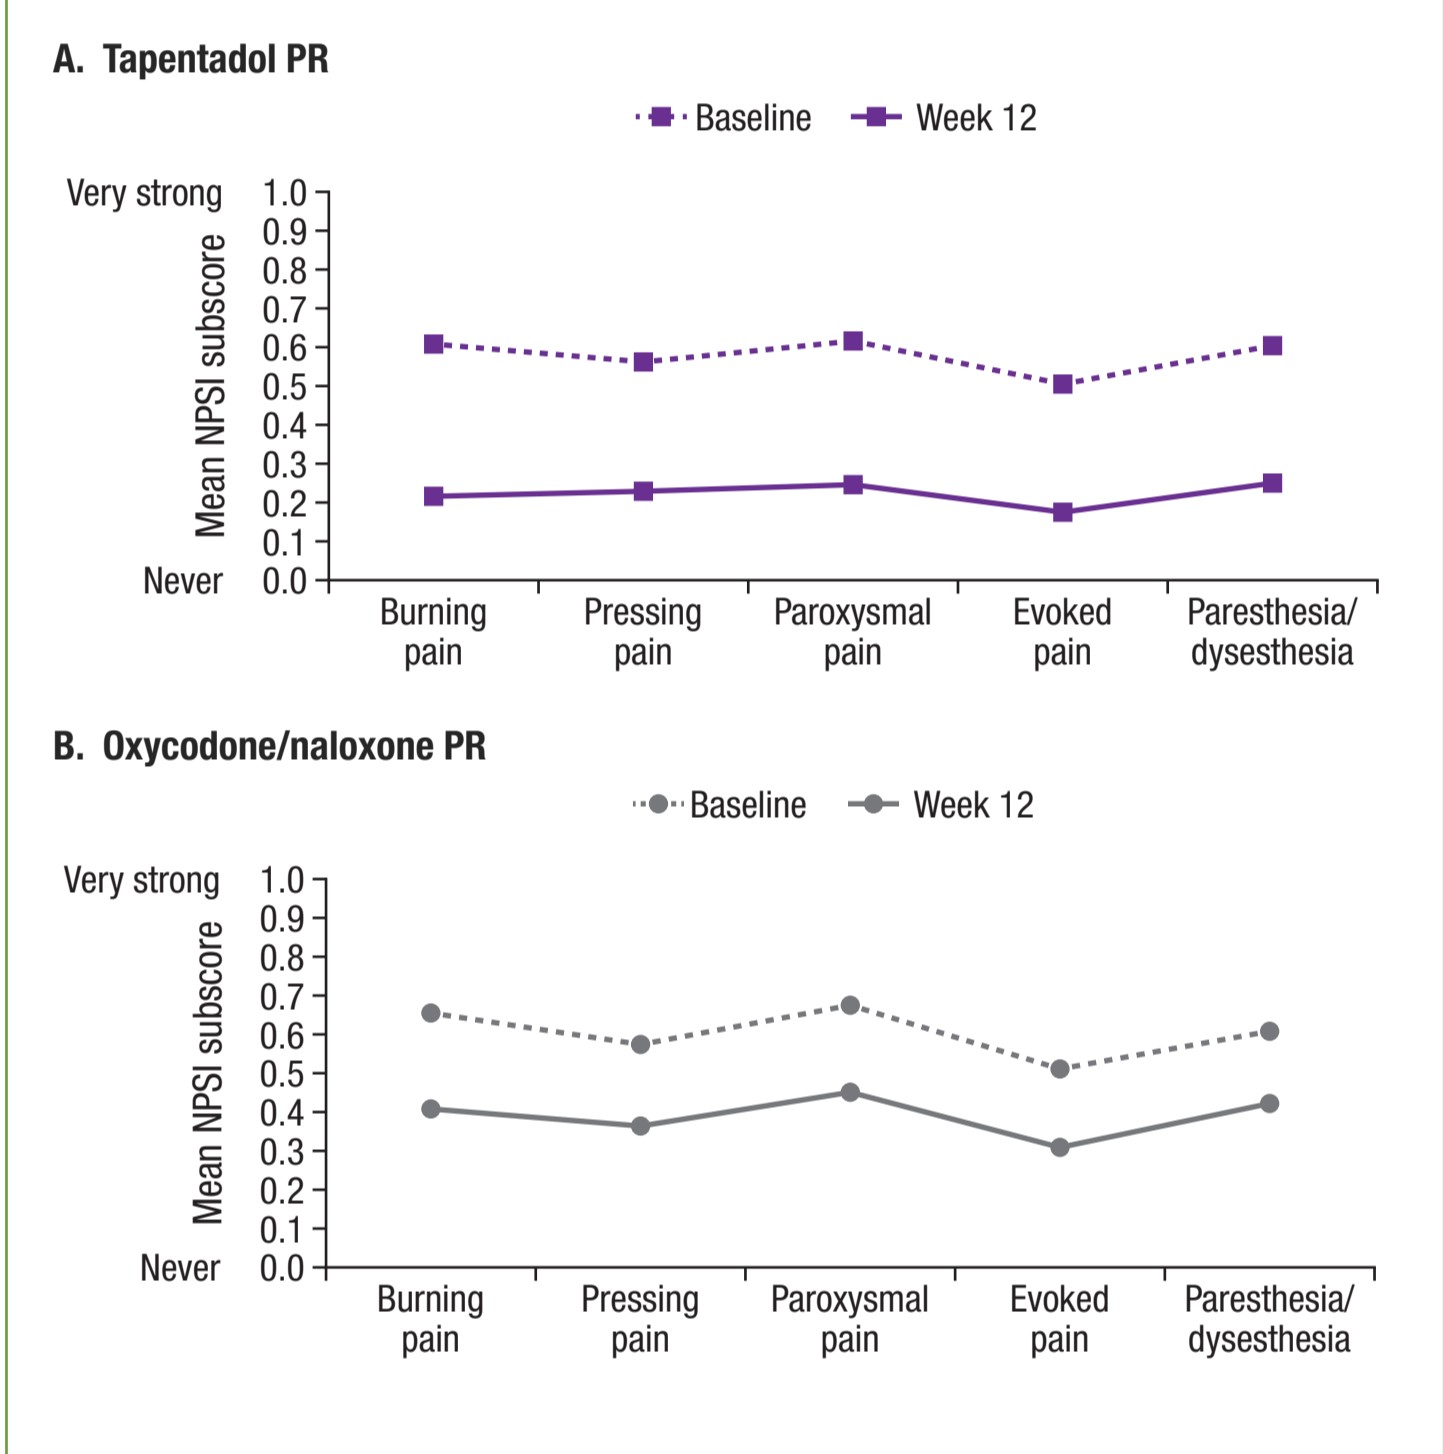 A. Tapentadol PR
Baseline
Week 12
Very strong
Mean NPSI subscore
Never
1.0
0.9
0.8
0.7
0.6
0.5
0.4
0.3
0.2
0.1
0.0
Burning
pain
Pressing
pain
Paroxysmal
pain
Evoked
pain
Paresthesia/
dysesthesia
B. Oxycodone/naloxone PR
Baseline
Week 12
Very strong
Mean NPSI subscore
Never
1.0
0.9
0.8
0.7
0.6
0.5
0.4
0.3
0.2
0.1
0.0
Burning
pain
Pressing
pain
Paroxysmal
pain
Evoked
pain
Paresthesia/
dysesthesia